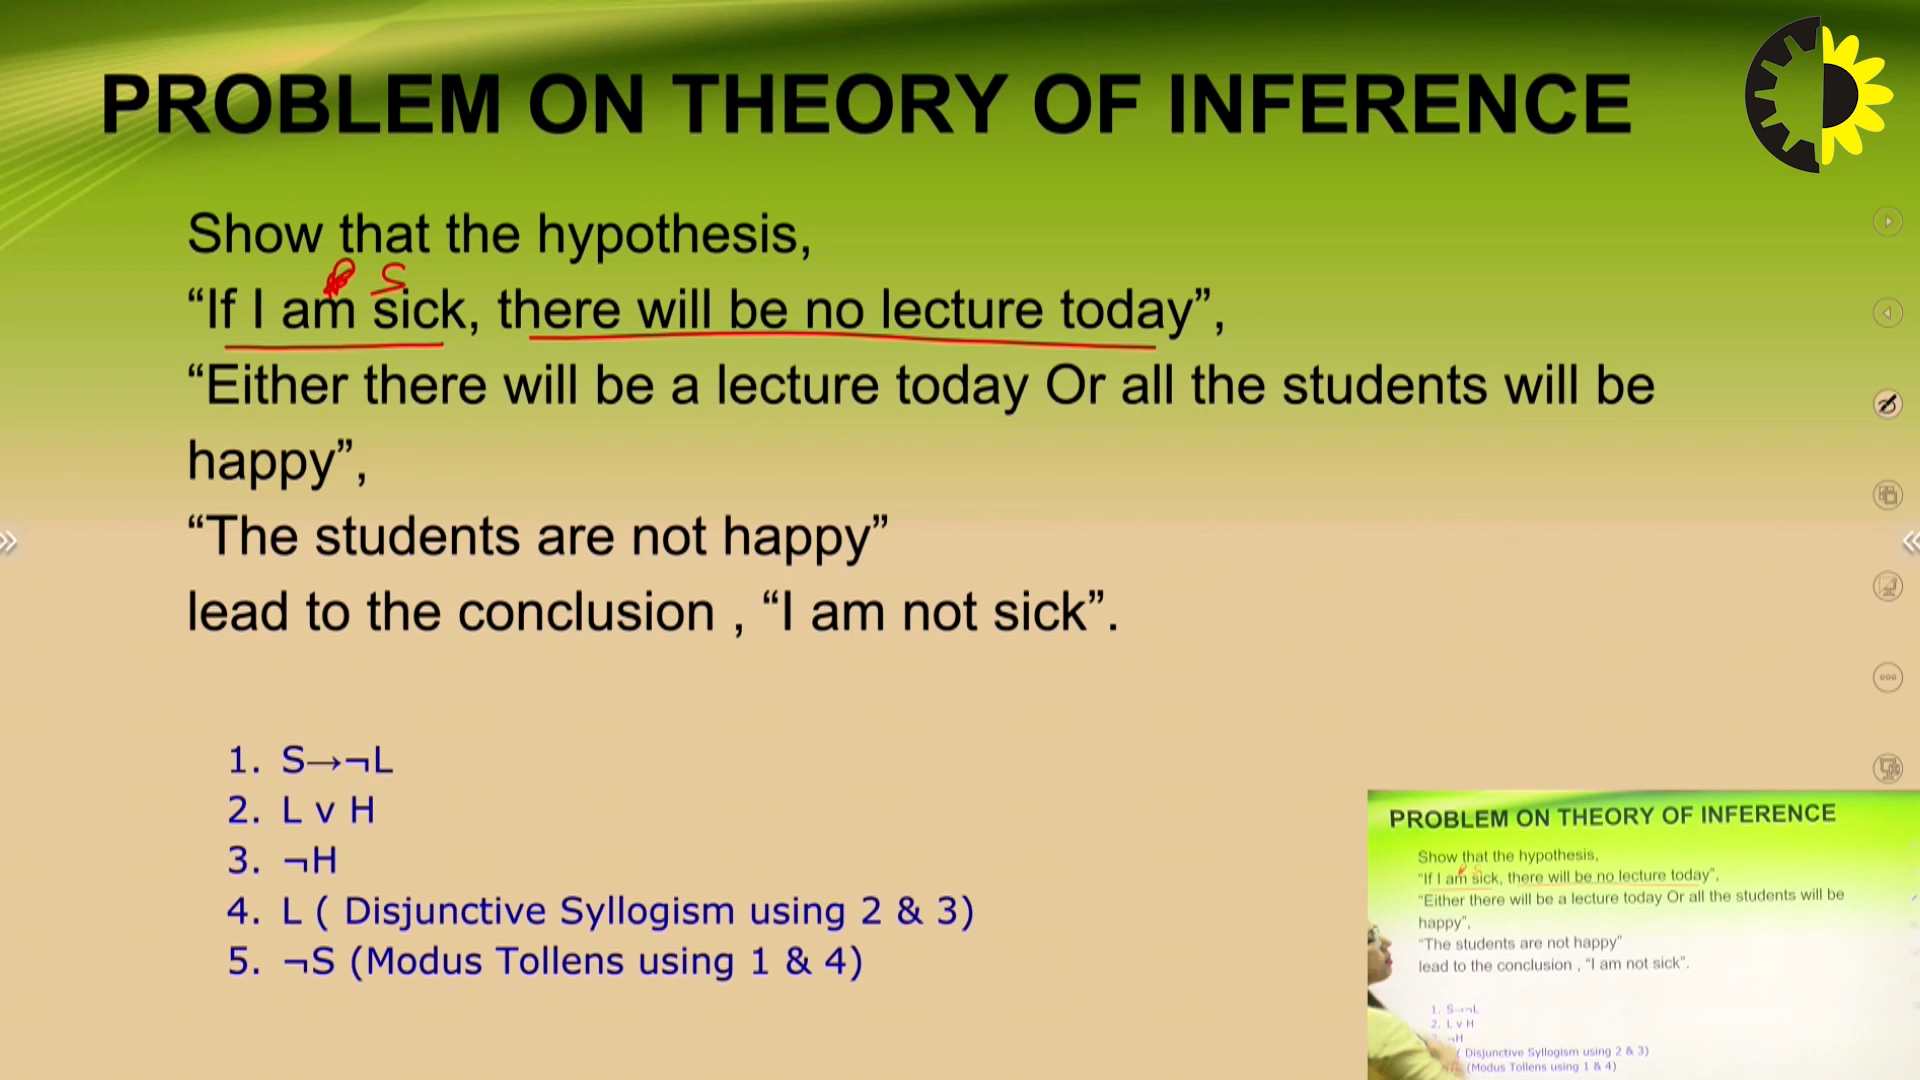 PROBLEM ON THEORY OF INFERENCE
Show that the hypothesis,
S
“If I am sick, there will be no lecture today”,
“Either there will be a lecture today Or all the students will be
happy”,
“The students are not happy”
lead to the conclusion , “I am not sick”.
1. S→¬L
2. L v H
3. ¬H
4. L ( Disjunctive Syllogism using 2 & 3)
5. ¬S (Modus Tollens using 1 & 4)
PROBLEM ON THEORY OF INFERENCE
Show that the hypothesis,
“If I am sick, there will be no lecture today”,
“Either there will be a lecture today Or all the students will be
happy”,
“The students are not happy”
lead to the conclusion , “I am not sick”.
1. S→¬L
2. L v H
¬H
( Disjunctive Syllogism using 2 & 3)
(Modus Tollens using 1 & 4)